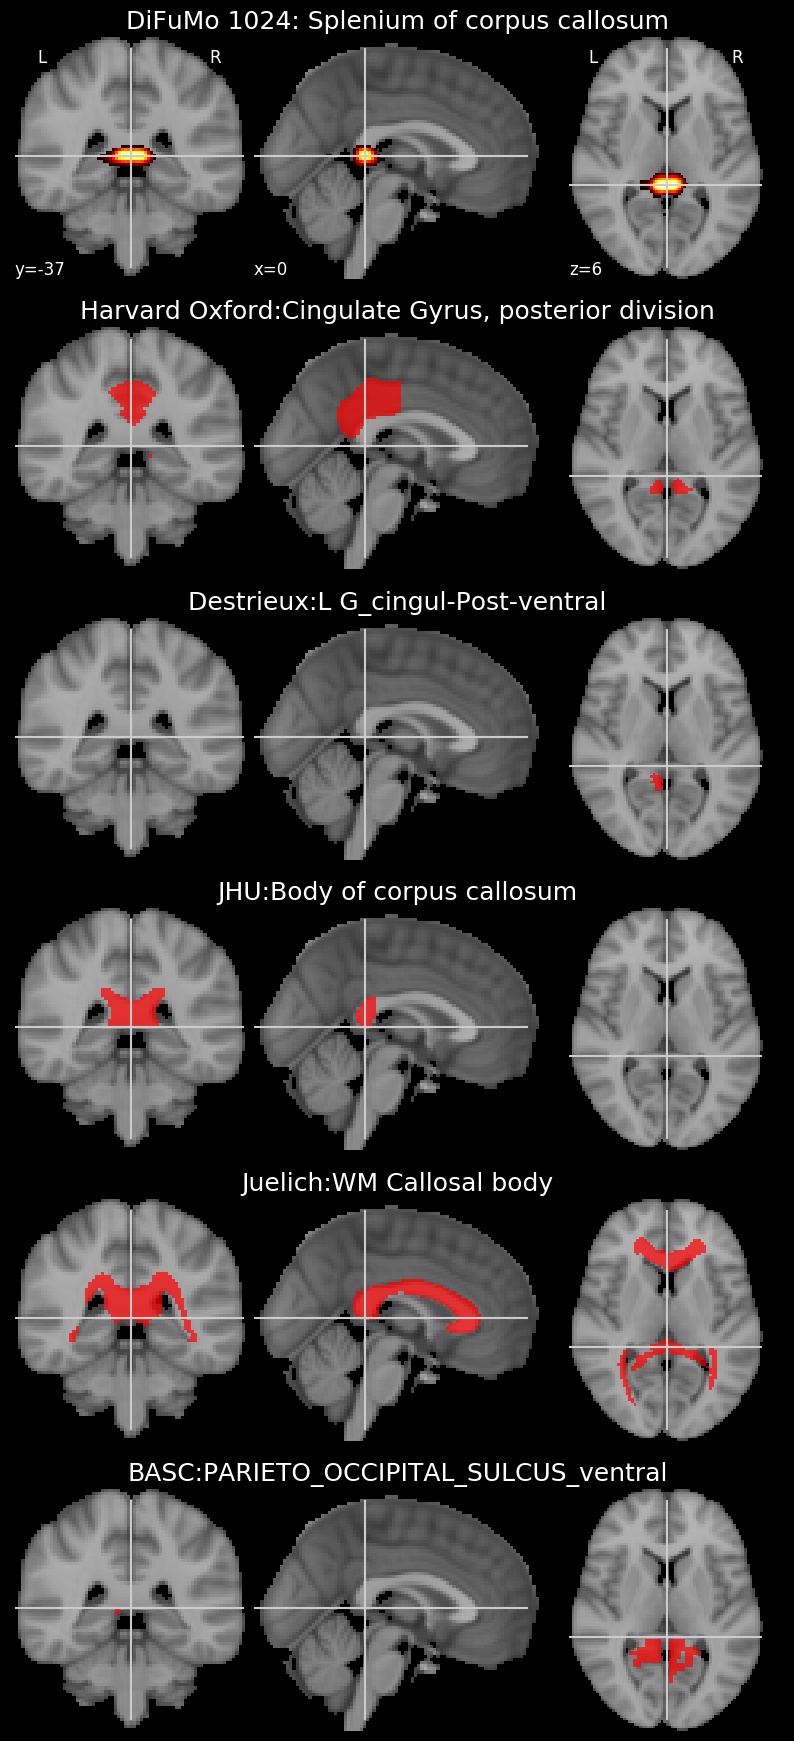 DiFuMo 1024: Splenium of corpus callosum
L R L R
y=-37 x=0 z=6
Harvard Oxford:Cingulate Gyrus, posterior division
Destrieux:L G_cingul-Post-ventral
JHU:Body of corpus callosum
Juelich:WM Callosal body
BASC:PARIETO_OCCIPITAL_SULCUS_ventral